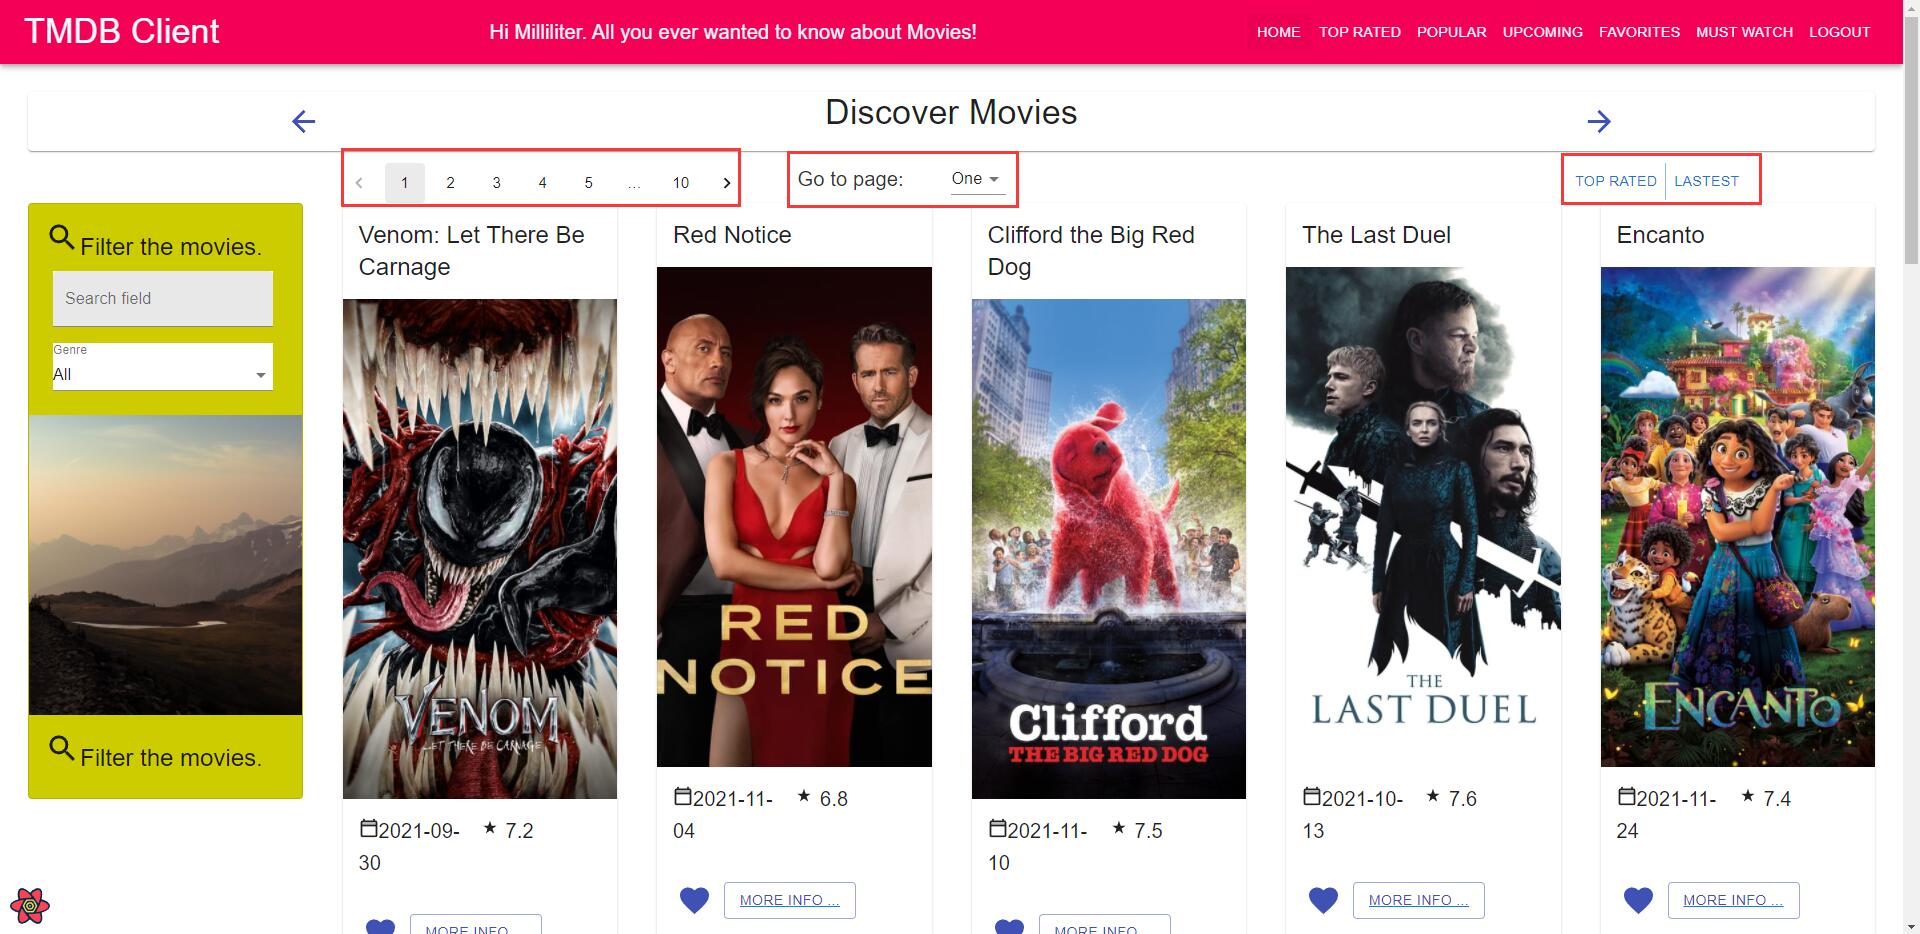 TMDB Client
Hi Milliliter. All you ever wanted to know about Movies!
HOME TOP RATED POPULAR UPCOMING FAVORITES MUST WATCH LOGOUT
Discover Movies
1 2 3 4 5 ... 10
Go to page: One
TOP RATED LASTEST
Filter the movies.
Search field
Genre
All
Filter the movies.
Venom: Let There Be
Carnage
VENOM
LET THERE BE CARNAGE
2021-09-
30
7.2
MORE INFO ...
Red Notice
RED
NOTICE
2021-11-
04
6.8
MORE INFO ...
Clifford the Big Red
Dog
Clifford
THE BIG RED DOG
2021-11-
10
7.5
MORE INFO ...
The Last Duel
THE
LAST DUEL
2021-10-
13
7.6
MORE INFO ...
Encanto
ENCANTO
2021-11-
24
7.4
MORE INFO ...